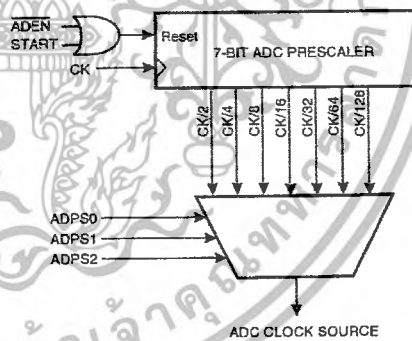 ADEN
START
Reset
7-BIT ADC PRESCALER
CK
CK/2
CK/4
CK/8
CK/16
CK/32
CK/64
CK/128
ADPS0
ADPS1
ADPS2
ADC CLOCK SOURCE